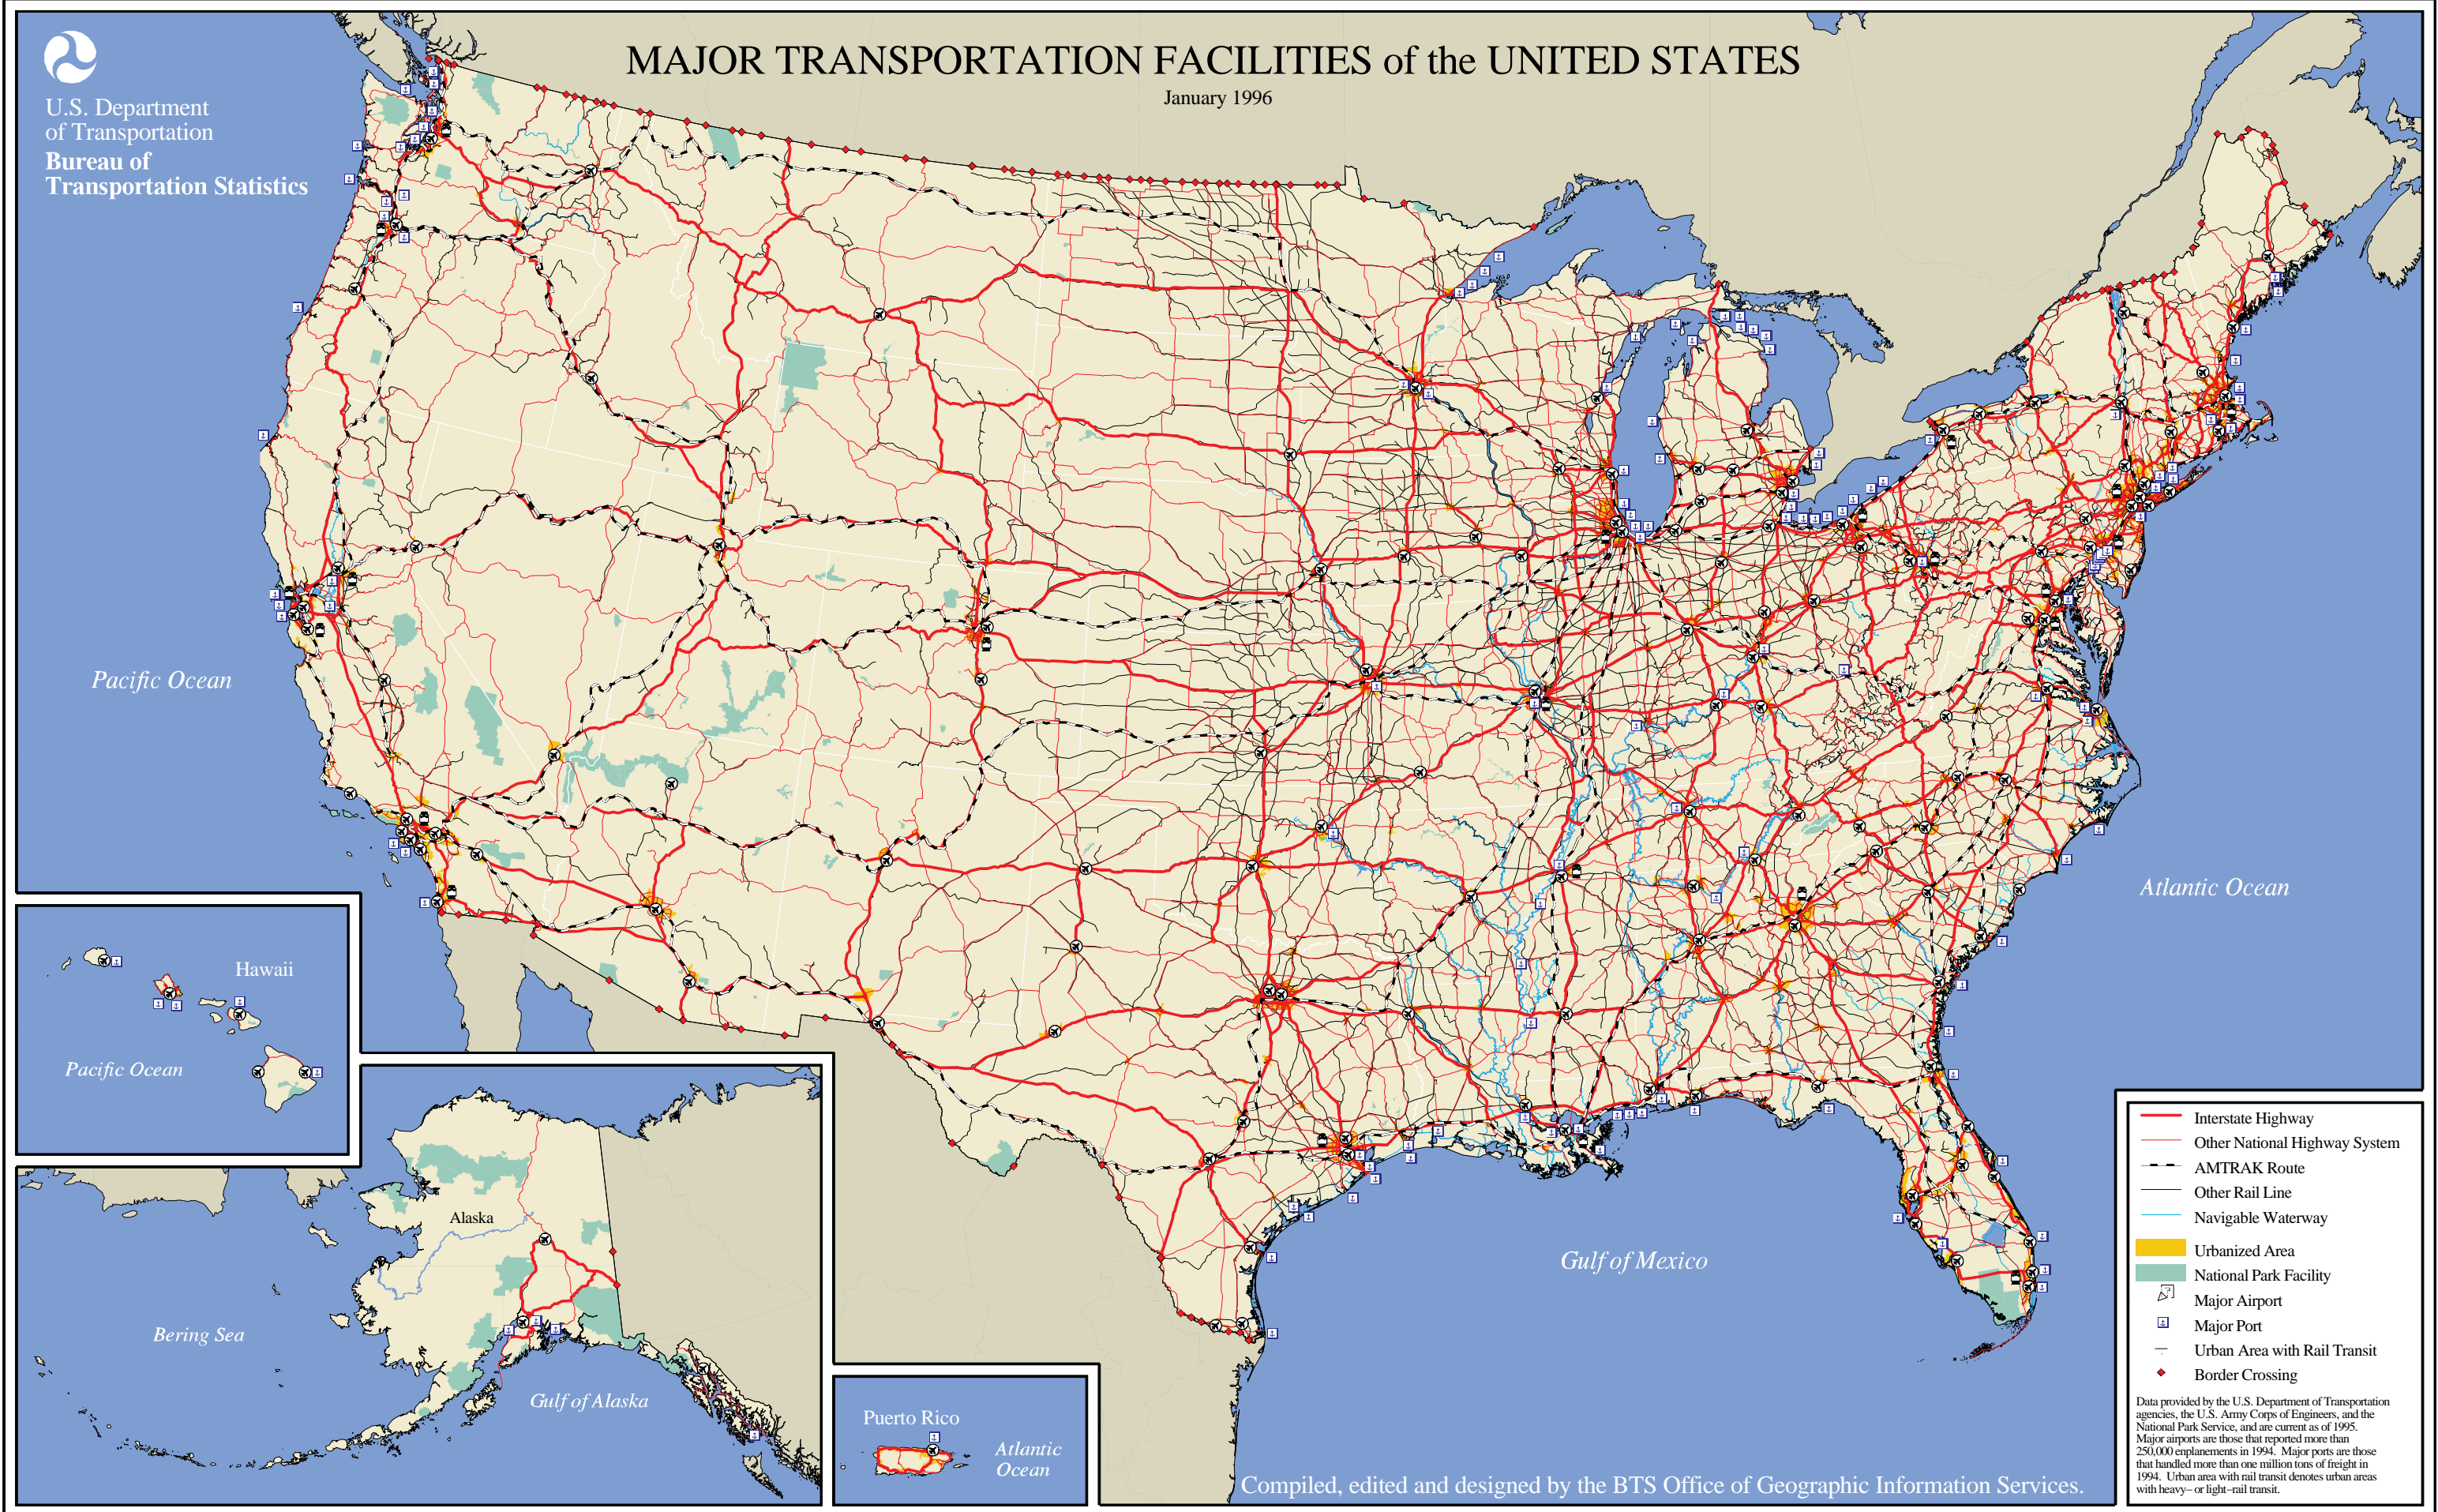 MAJOR TRANSPORTATION FACILITIES of the UNITED STATES
January 1996
U.S. Department
of Transportation
Bureau of
Transportation Statistics
Pacific Ocean
Atlantic Ocean
Hawaii
Pacific Ocean
Alaska
Bering Sea
Gulf of Alaska
Gulf of Mexico
Puerto Rico
Atlantic
Ocean
Interstate Highway
Other National Highway System
AMTRAK Route
Other Rail Line
Navigable Waterway
Urbanized Area
National Park Facility
Major Airport
Major Port
Urban Area with Rail Transit
Border Crossing
Data provided by the U.S. Department of Transportation
agencies, the U.S. Army Corps of Engineers, and the
National Park Service, and are current as of 1995.
Major airports are those that reported more than
250,000 enplanements in 1994. Major ports are those
that handled more than one million tons of freight in
1994. Urban area with rail transit denotes urban areas
with heavy– or light–rail transit.
Compiled, edited and designed by the BTS Office of Geographic Information Services.